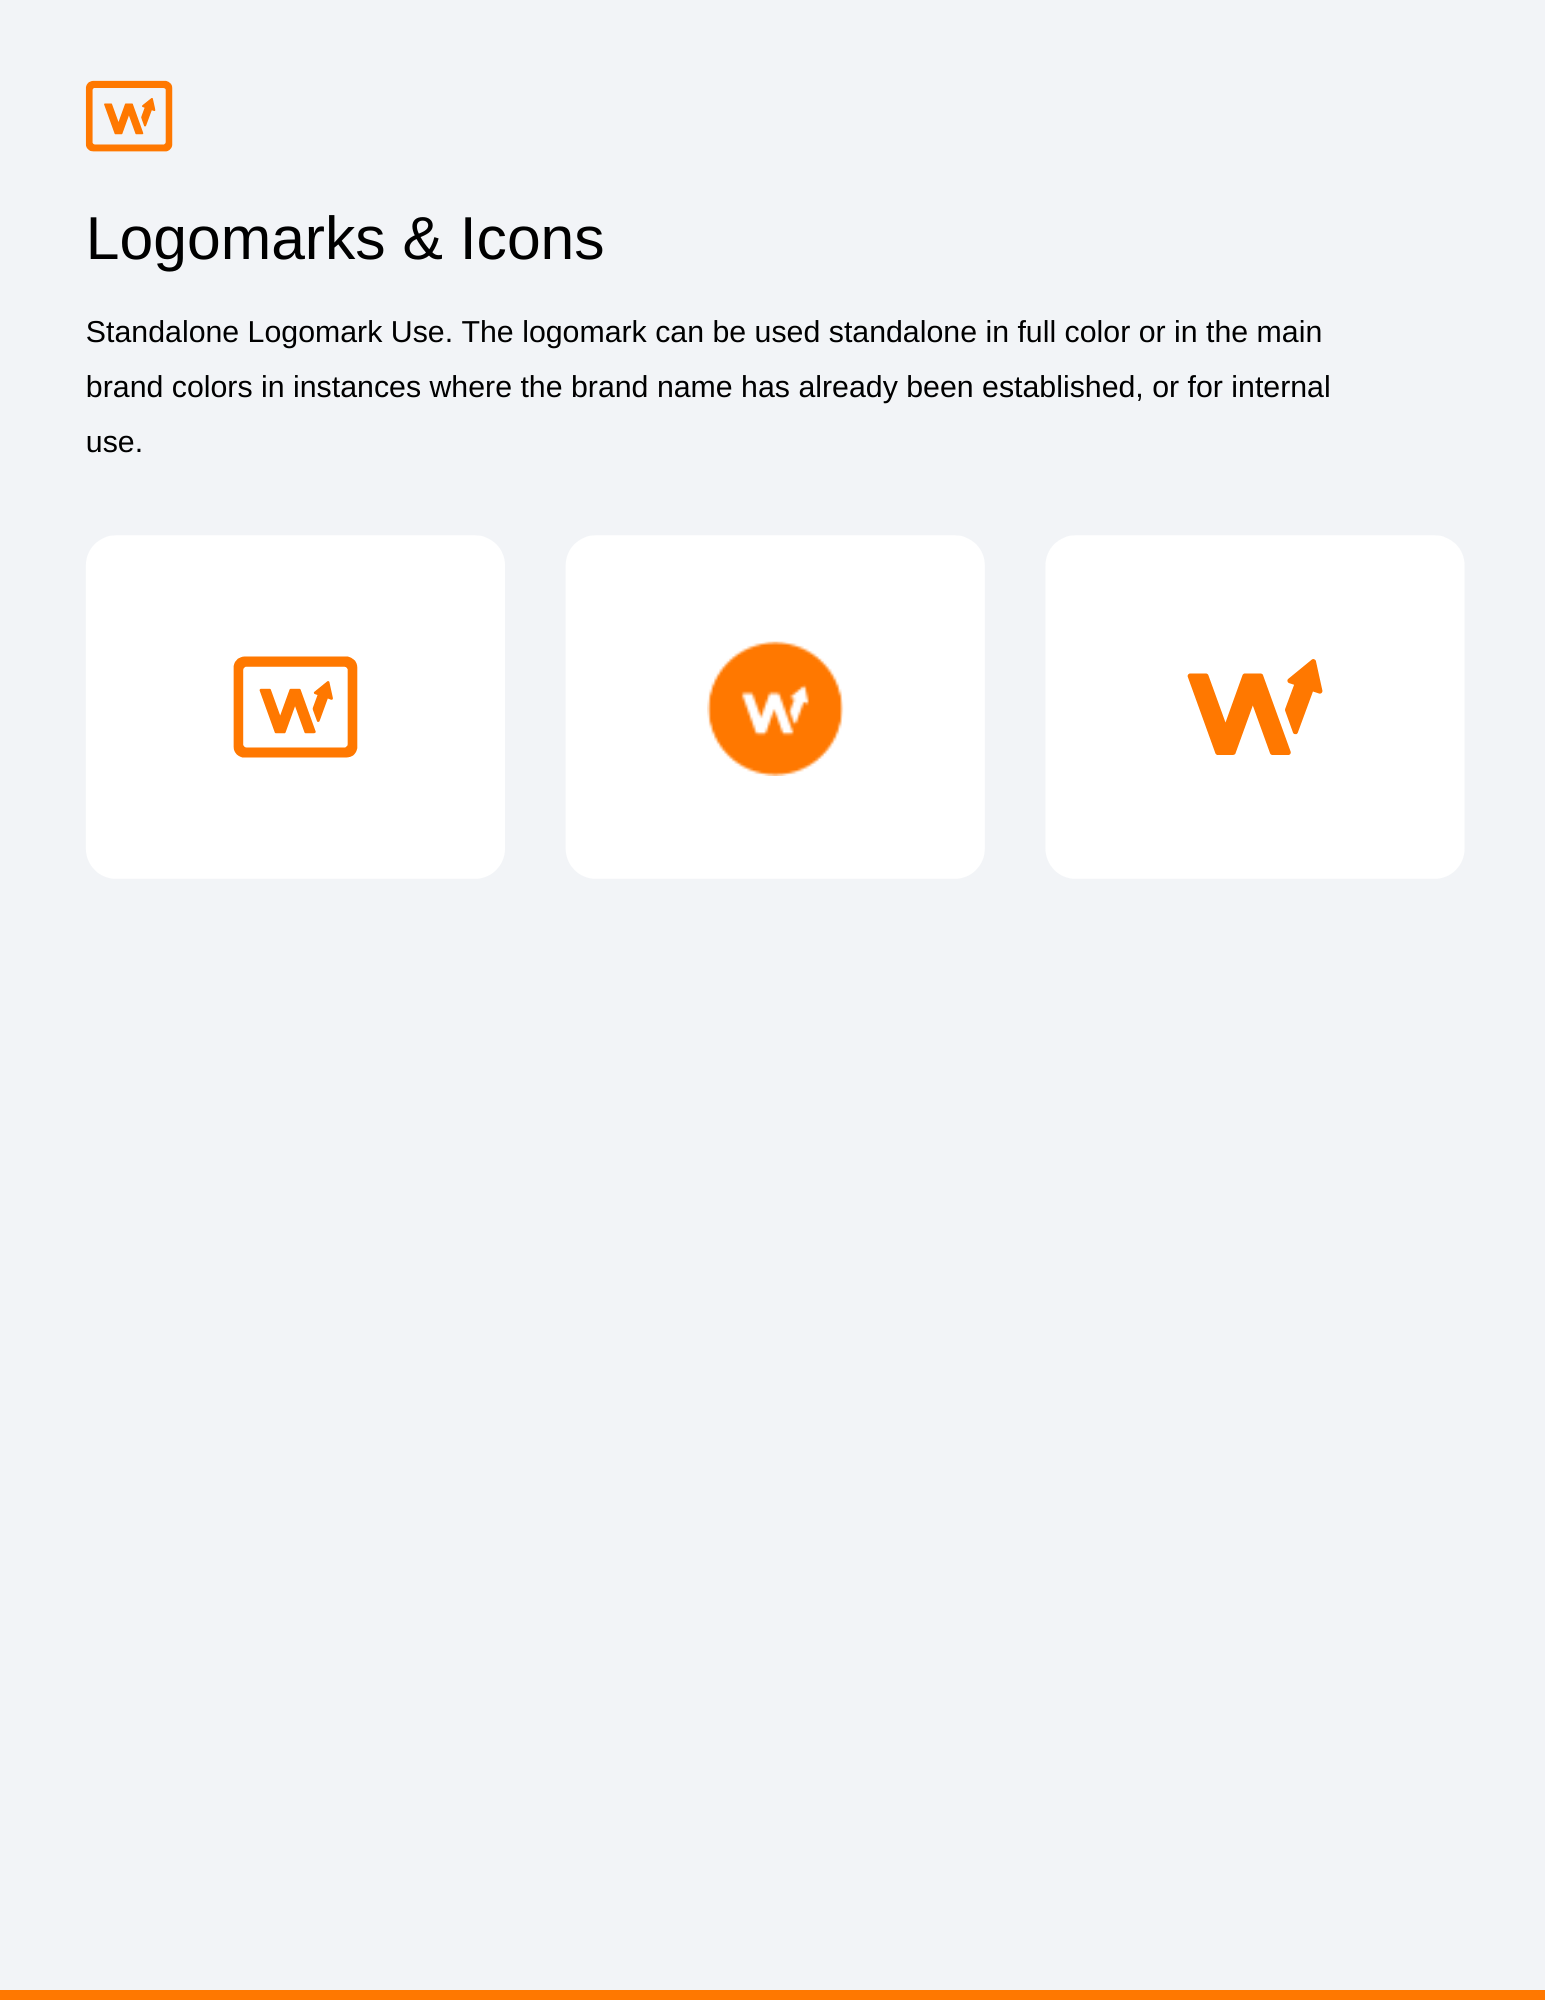 W
Logomarks & Icons
Standalone Logomark Use. The logomark can be used standalone in full color or in the main
brand colors in instances where the brand name has already been established, or for internal
use.
W
W
W